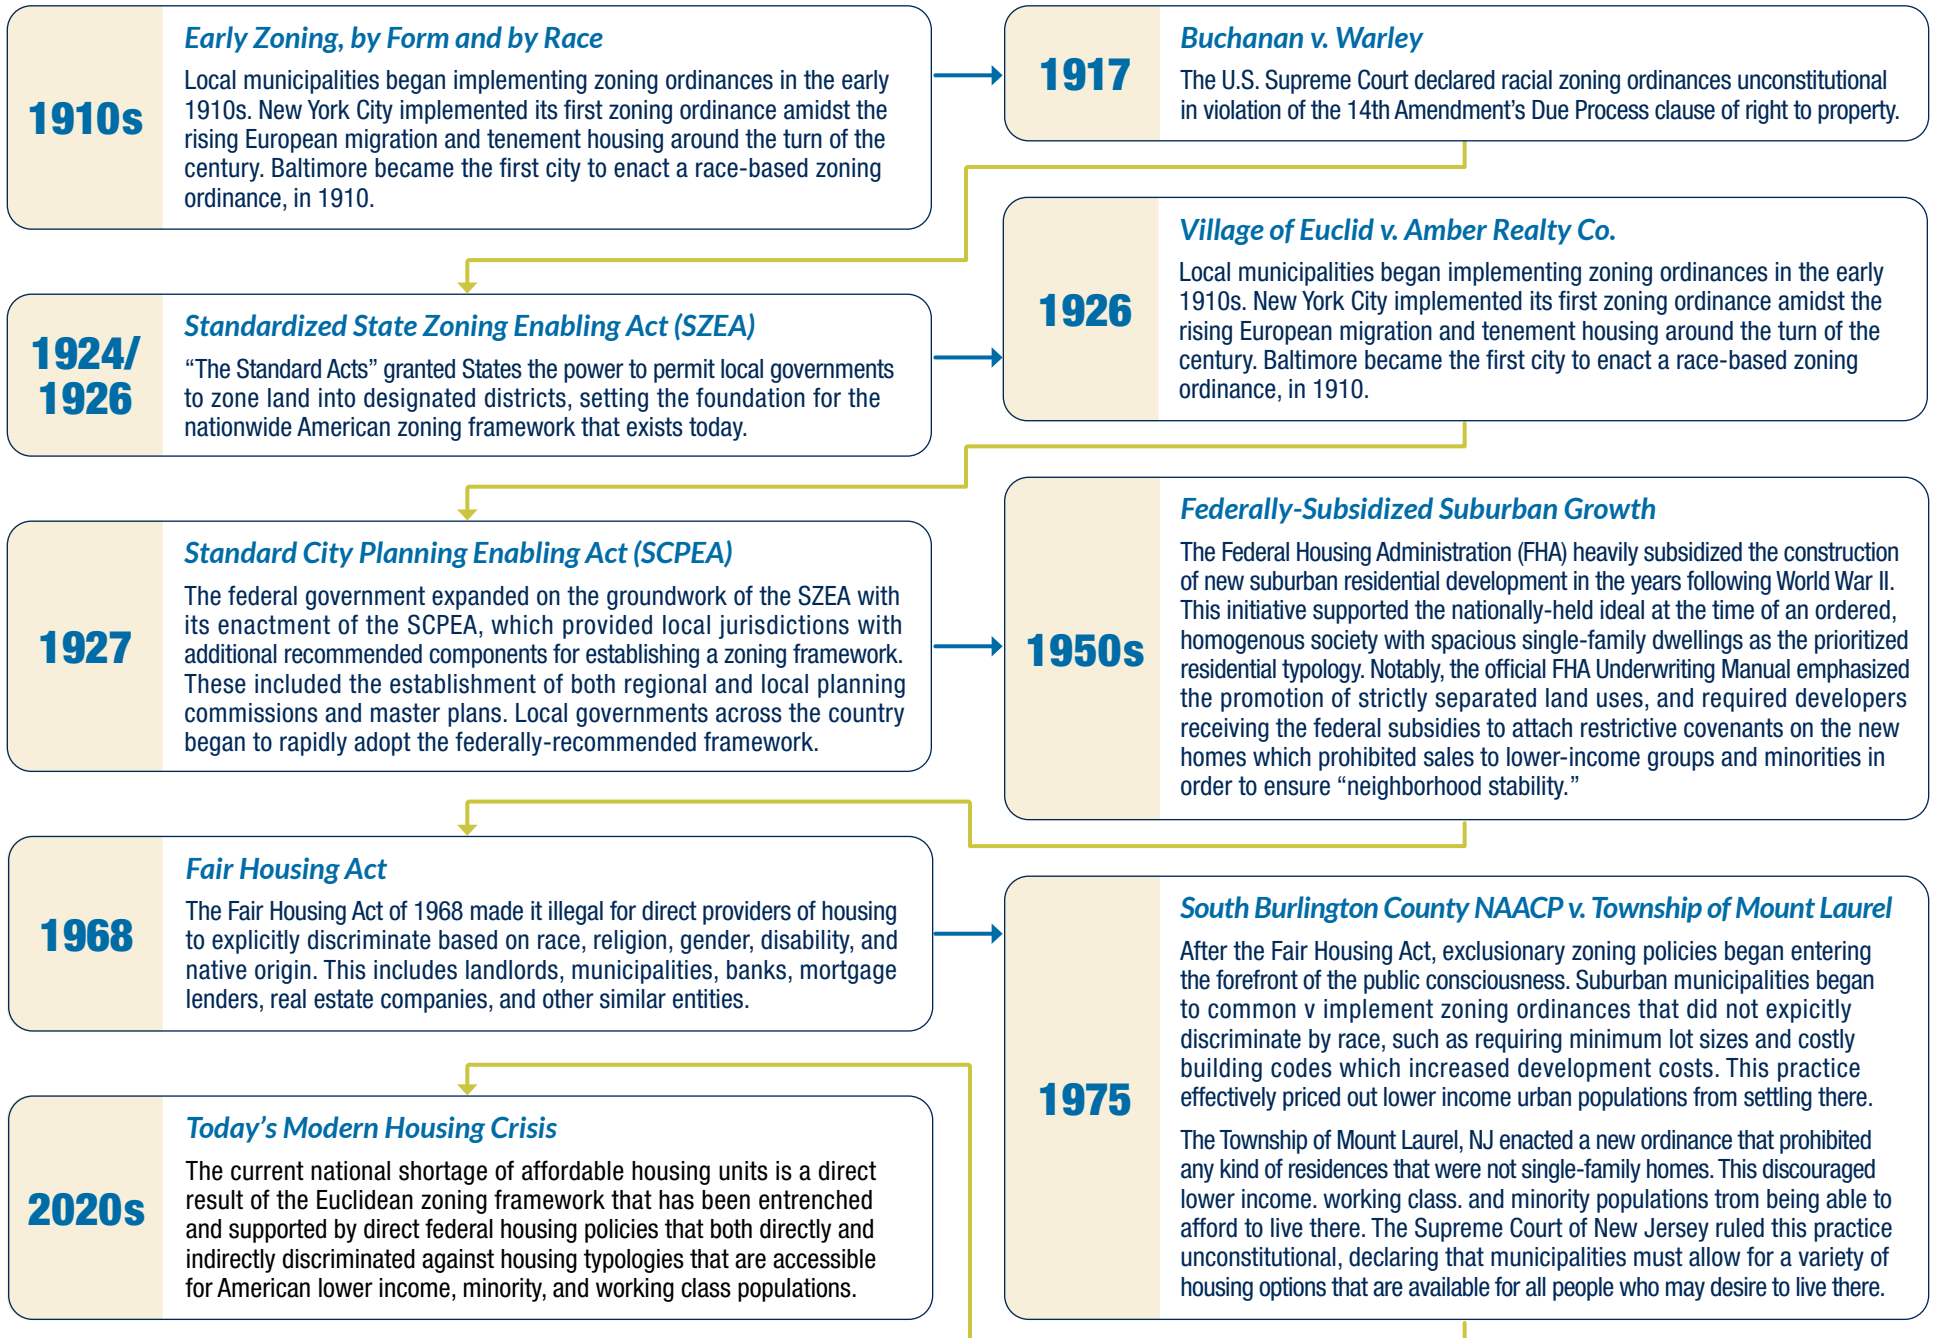 1910s
Early Zoning, by Form and by Race
Local municipalities began implementing zoning ordinances in the early
1910s. New York City implemented its first zoning ordinance amidst the
rising European migration and tenement housing around the turn of the
century. Baltimore became the first city to enact a race-based zoning
ordinance, in 1910.
1917
Buchanan v. Warley
The U.S. Supreme Court declared racial zoning ordinances unconstitutional
in violation of the 14th Amendment's Due Process clause of right to property.
1924/
1926
Standardized State Zoning Enabling Act (SZEA)
“The Standard Acts” granted States the power to permit local governments
to zone land into designated districts, setting the foundation for the
nationwide American zoning framework that exists today.
1926
Village of Euclid v. Amber Realty Co.
Local municipalities began implementing zoning ordinances in the early
1910s. New York City implemented its first zoning ordinance amidst the
rising European migration and tenement housing around the turn of the
century. Baltimore became the first city to enact a race-based zoning
ordinance, in 1910.
1927
Standard City Planning Enabling Act (SCPEA)
The federal government expanded on the groundwork of the SZEA with
its enactment of the SCPEA, which provided local jurisdictions with
additional recommended components for establishing a zoning framework.
These included the establishment of both regional and local planning
commissions and master plans. Local governments across the country
began to rapidly adopt the federally-recommended framework.
1950s
Federally-Subsidized Suburban Growth
The Federal Housing Administration (FHA) heavily subsidized the construction
of new suburban residential development in the years following World War II.
This initiative supported the nationally-held ideal at the time of an ordered,
homogenous society with spacious single-family dwellings as the prioritized
residential typology. Notably, the official FHA Underwriting Manual emphasized
the promotion of strictly separated land uses, and required developers
receiving the federal subsidies to attach restrictive covenants on the new
homes which prohibited sales to lower-income groups and minorities in
order to ensure “neighborhood stability.”
1968
Fair Housing Act
The Fair Housing Act of 1968 made it illegal for direct providers of housing
to explicitly discriminate based on race, religion, gender, disability, and
native origin. This includes landlords, municipalities, banks, mortgage
lenders, real estate companies, and other similar entities.
1975
South Burlington County NAACP v. Township of Mount Laurel
After the Fair Housing Act, exclusionary zoning policies began entering
the forefront of the public consciousness. Suburban municipalities began
to common v implement zoning ordinances that did not expicitly
discriminate by race, such as requiring minimum lot sizes and costly
building codes which increased development costs. This practice
effectively priced out lower income urban populations from settling there.
The Township of Mount Laurel, NJ enacted a new ordinance that prohibited
any kind of residences that were not single-family homes. This discouraged
lower income. working class. and minority populations trom being able to
afford to live there. The Supreme Court of New Jersey ruled this practice
unconstitutional, declaring that municipalities must allow for a variety of
housing options that are available for all people who may desire to live there.
2020s
Today's Modern Housing Crisis
The current national shortage of affordable housing units is a direct
result of the Euclidean zoning framework that has been entrenched
and supported by direct federal housing policies that both directly and
indirectly discriminated against housing typologies that are accessible
for American lower income, minority, and working class populations.